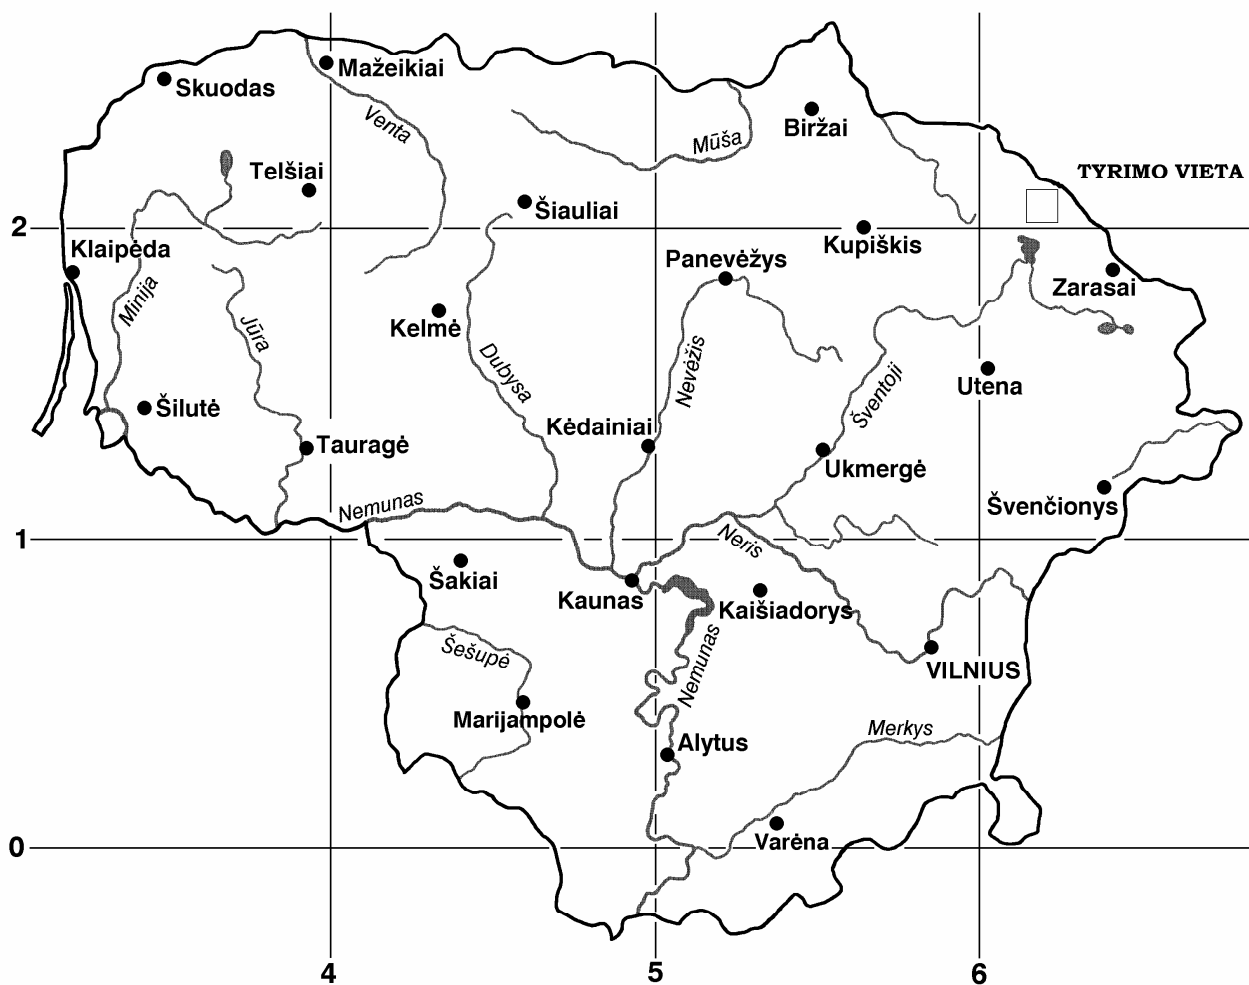 Mažeikiai
Skuodas
Venta
Biržai
Mūša
Telšiai
TYRIMO VIETA
Šiauliai
2
Klaipėda
Kupiškis
Panevėžys
Zarasai
Minija
Jūra
Kelmė
Dubysa
Nevėžis
Šventoji
Utena
Šilutė
Kėdainiai
Tauragė
Ukmergė
Nemunas
Švenčionys
1
Neris
Šakiai
Kaunas
Kaišiadorys
Šešupė
Nemunas
VILNIUS
Marijampolė
Merkys
Alytus
Varėna
0
4
5
6